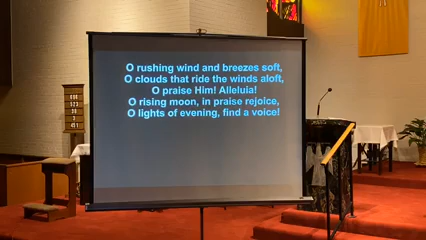 O rushing wind and breezes soft,
O clouds that ride the winds aloft,
O praise Him! Alleluia!
O rising moon, in praise rejoice,
O lights of evening, find a voice!